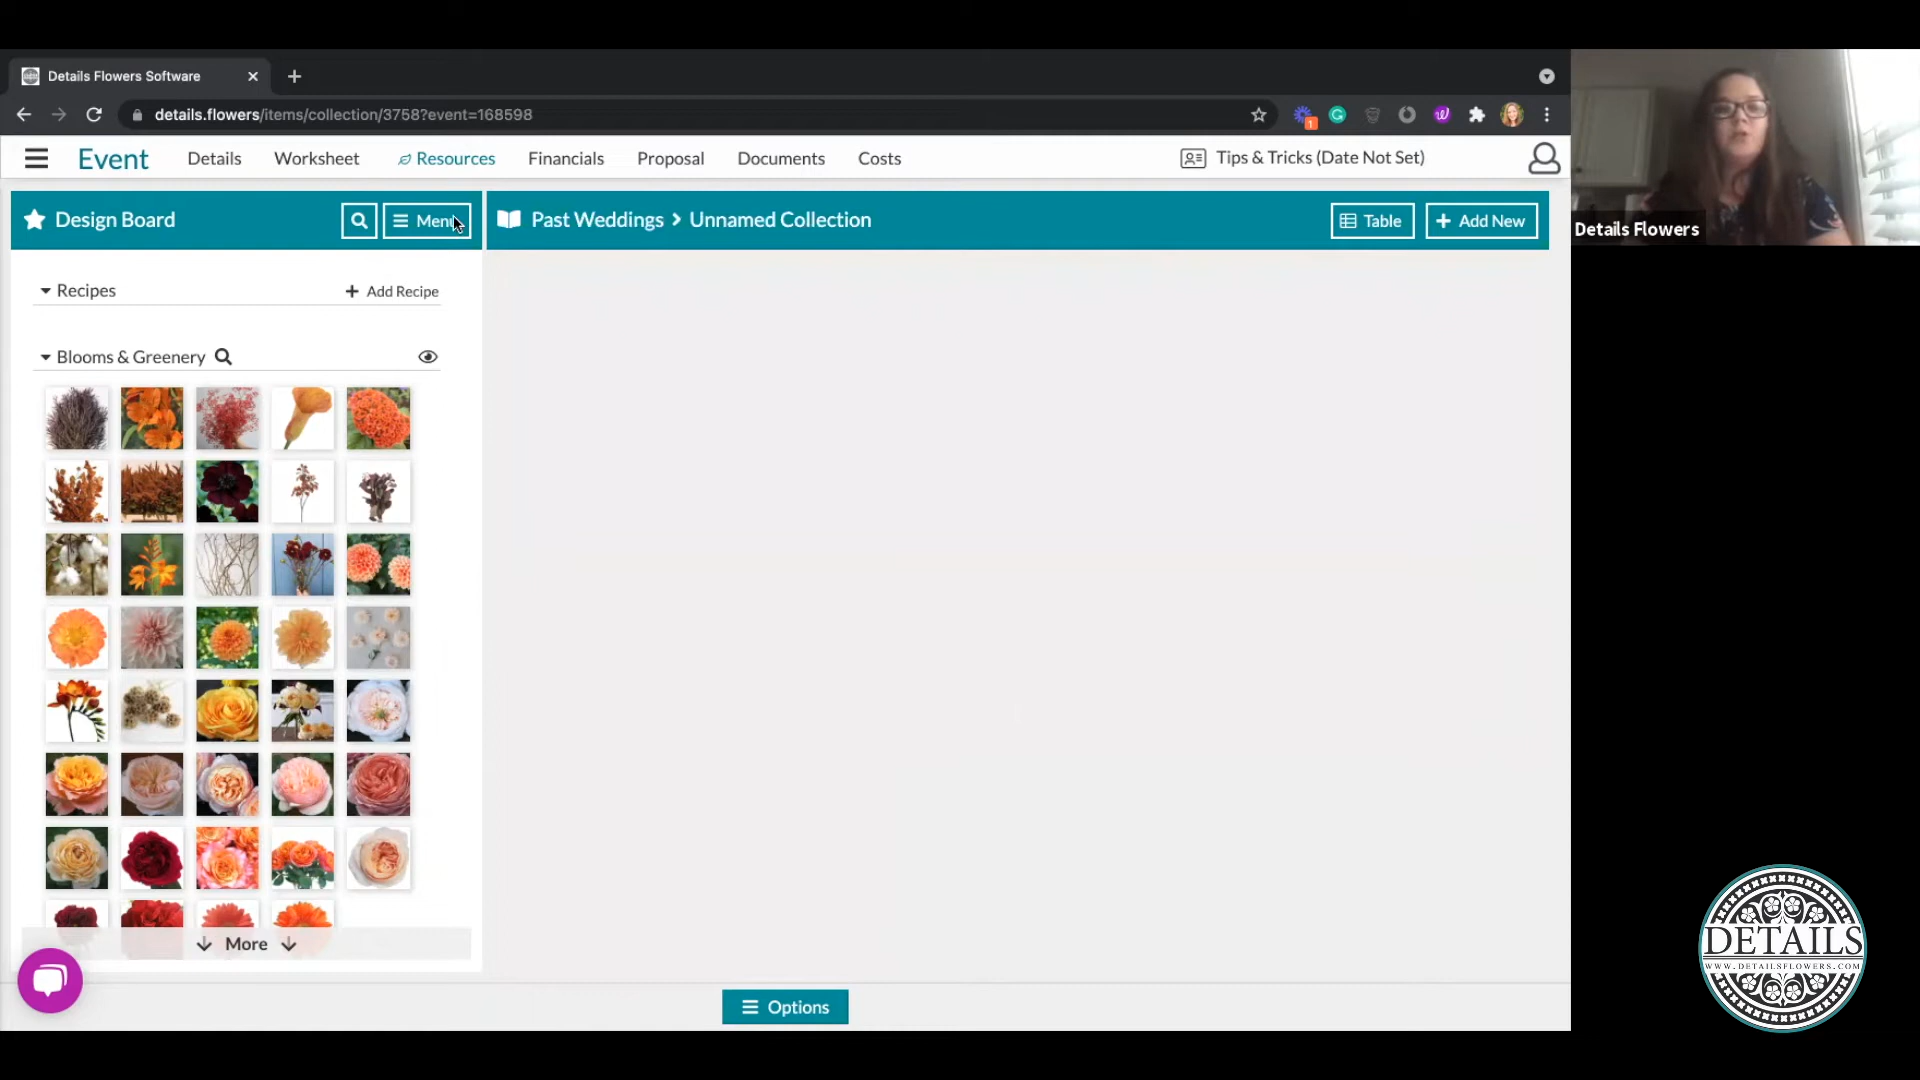 Details Flowers Software
details.flowers/items/collection/3758?event=168598
1
Event
Details
Worksheet
Resources
Financials
Proposal
Documents
Costs
Tips & Tricks (Date Not Set)
Design Board
Menu
Past Weddings > Unnamed Collection
Table
+ Add New
Recipes
+ Add Recipe
Blooms & Greenery
↓ More ↓
Options
Details Flowers
DETAILS
WWW.DETAILSFLOWERS.COM